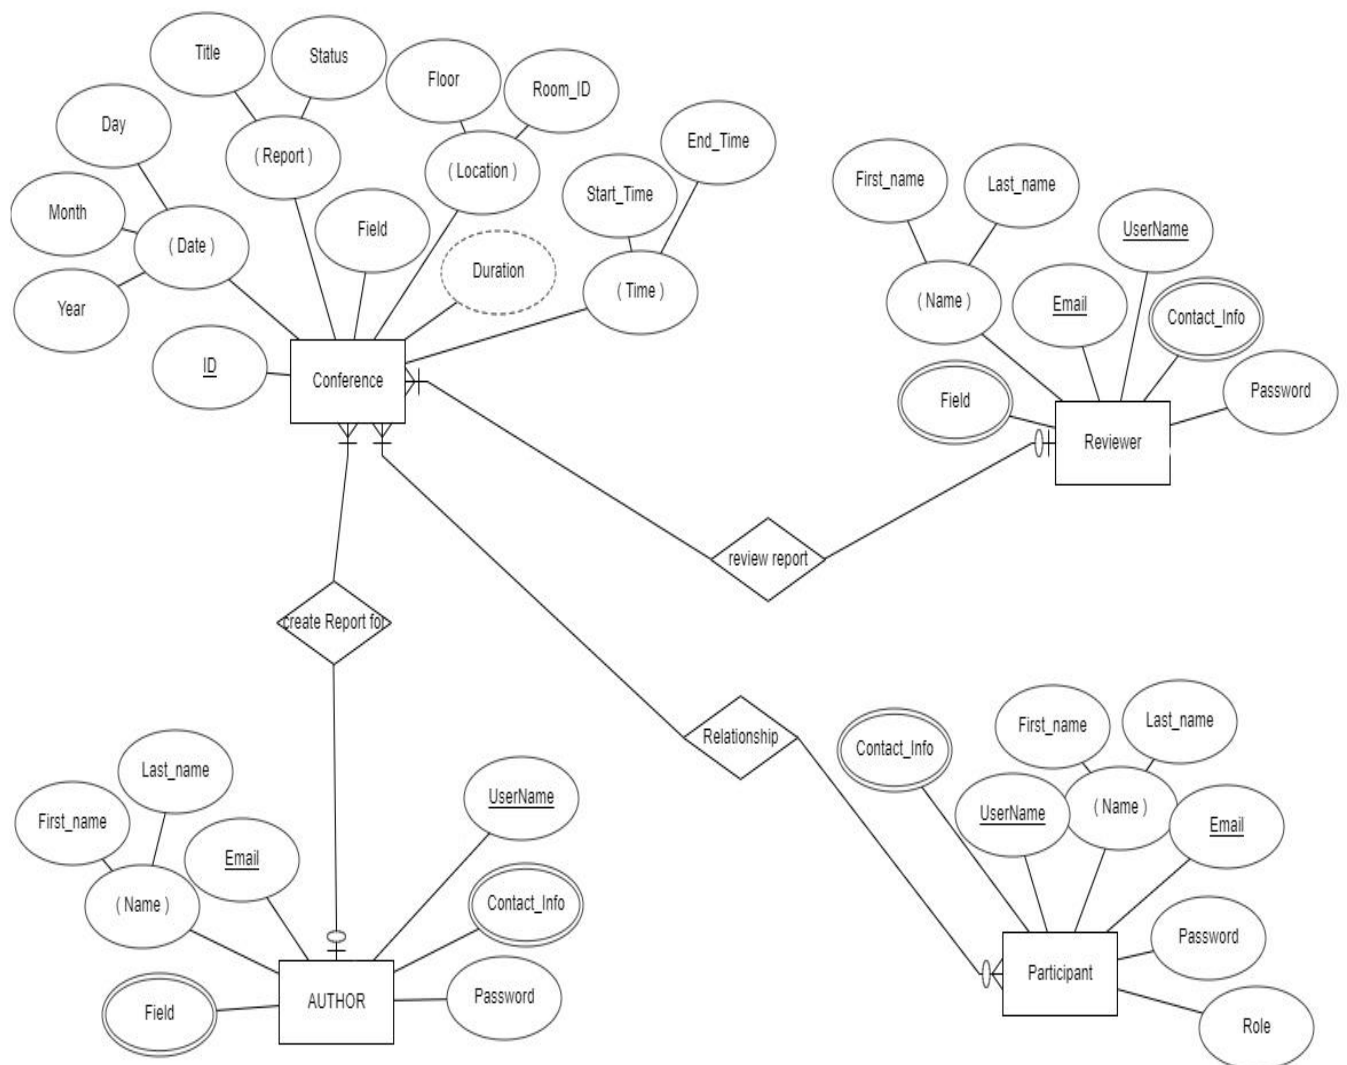 Title
Status
Floor
Room_ID
Day
( Report )
( Location )
End_Time
Start_Time
Month
( Date )
Field
Duration
( Time )
Year
ID
Conference
First_name
Last_name
UserName
( Name )
Email
Contact_Info
Field
Password
Reviewer
review report
create Report for
Relationship
Last_name
First_name
Email
UserName
( Name )
Contact_Info
Field
AUTHOR
Password
Contact_Info
First_name
Last_name
UserName
( Name )
Email
Password
Participant
Role